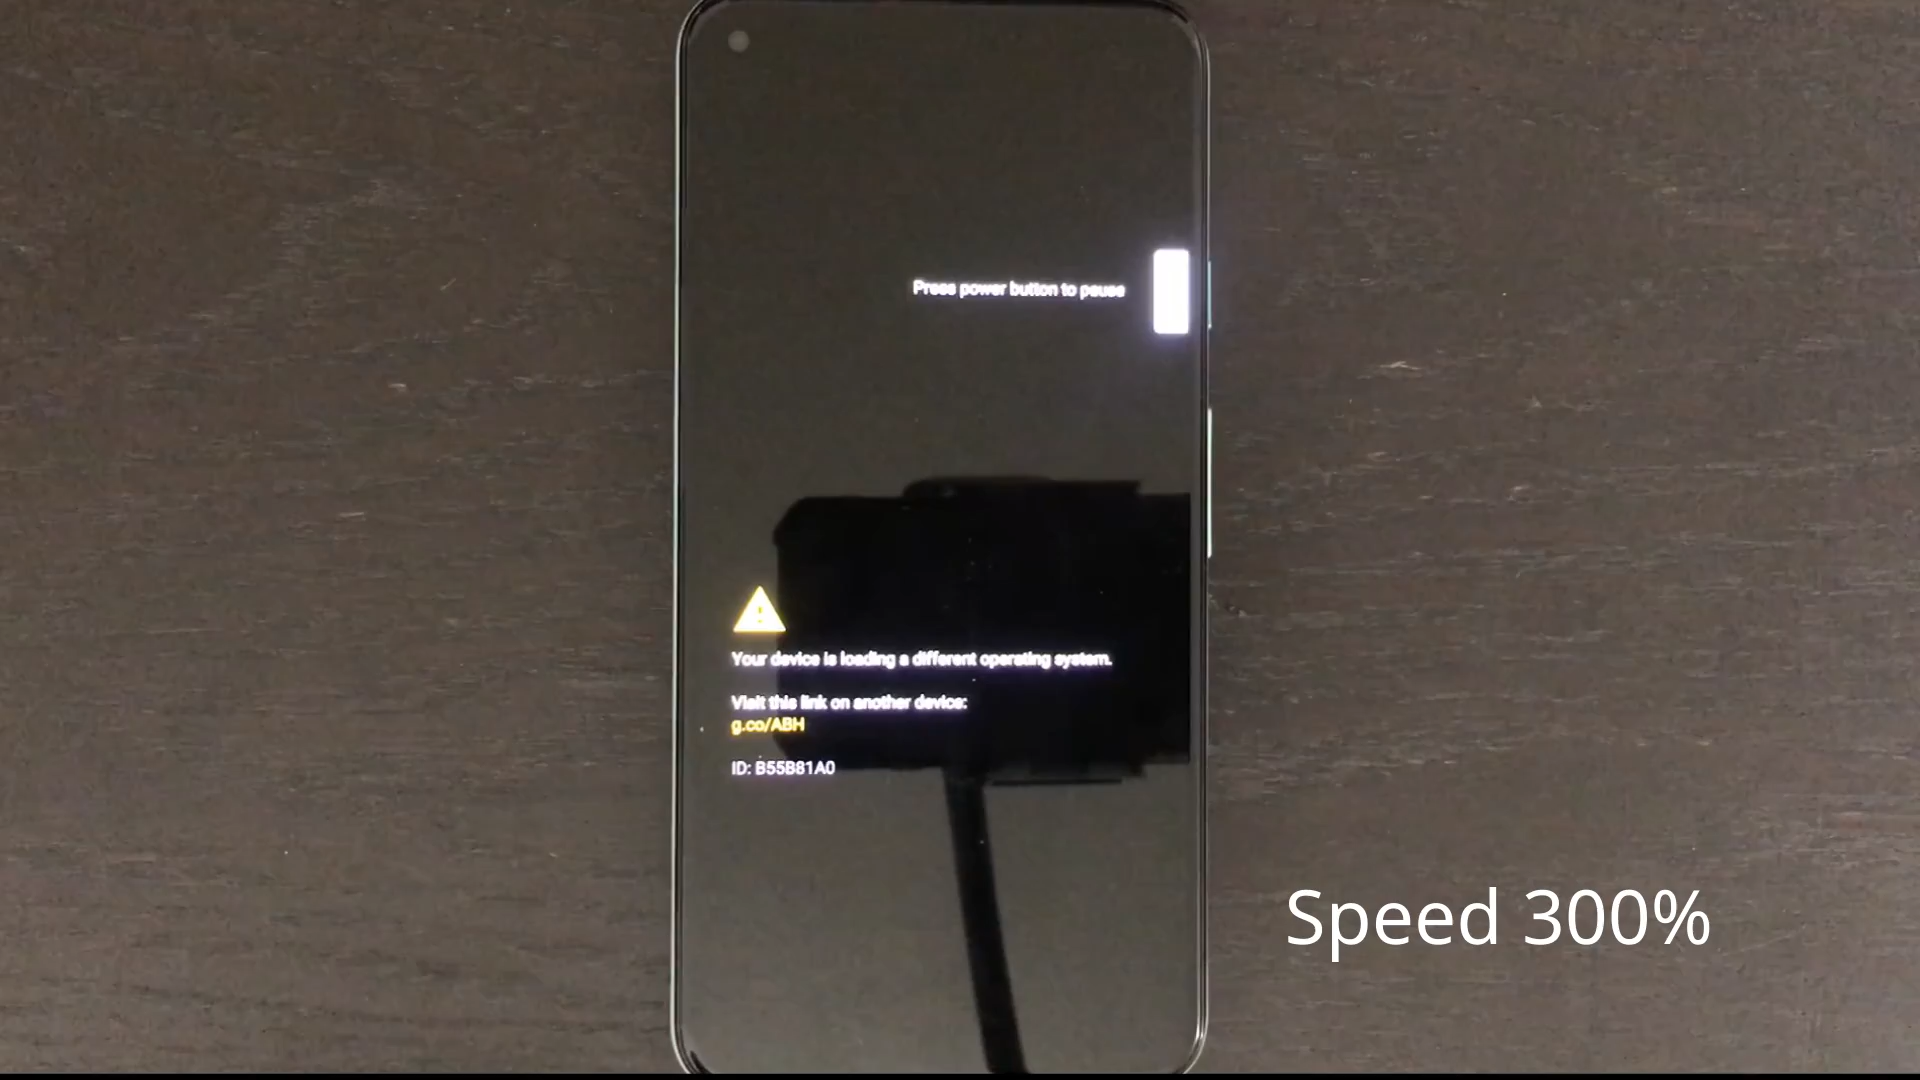 Press power button to pause
Your device is loading a different operating system.
Visit this link on another device:
g.co/ABH
ID: B55B81A0
Speed 300%